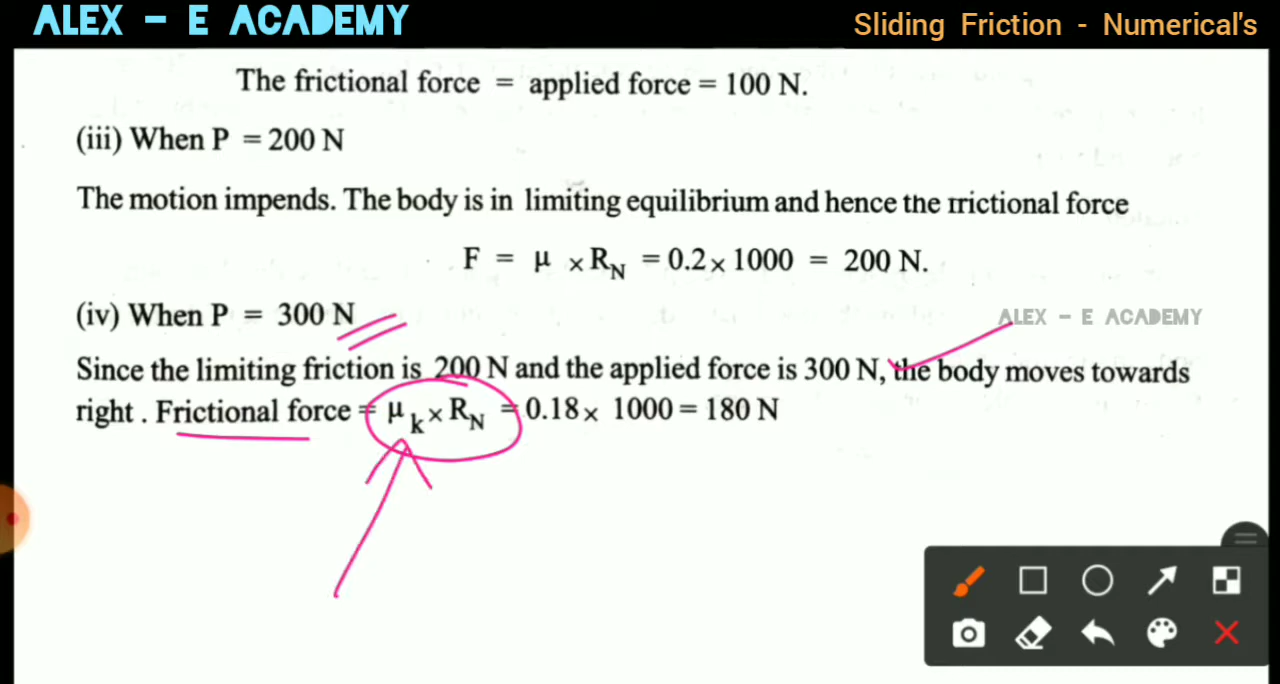 ALEX - E ACADEMY
Sliding Friction - Numerical's
The frictional force = applied force = 100 N.
(iii) When P = 200 N
The motion impends. The body is in limiting equilibrium and hence the rrictional force
F = μ × R_N = 0.2 × 1000 = 200 N.
(iv) When P = 300 N
ALEX - E ACADEMY
Since the limiting friction is 200 N and the applied force is 300 N, the body moves towards
right . Frictional force = μ_k × R_N = 0.18 × 1000 = 180 N